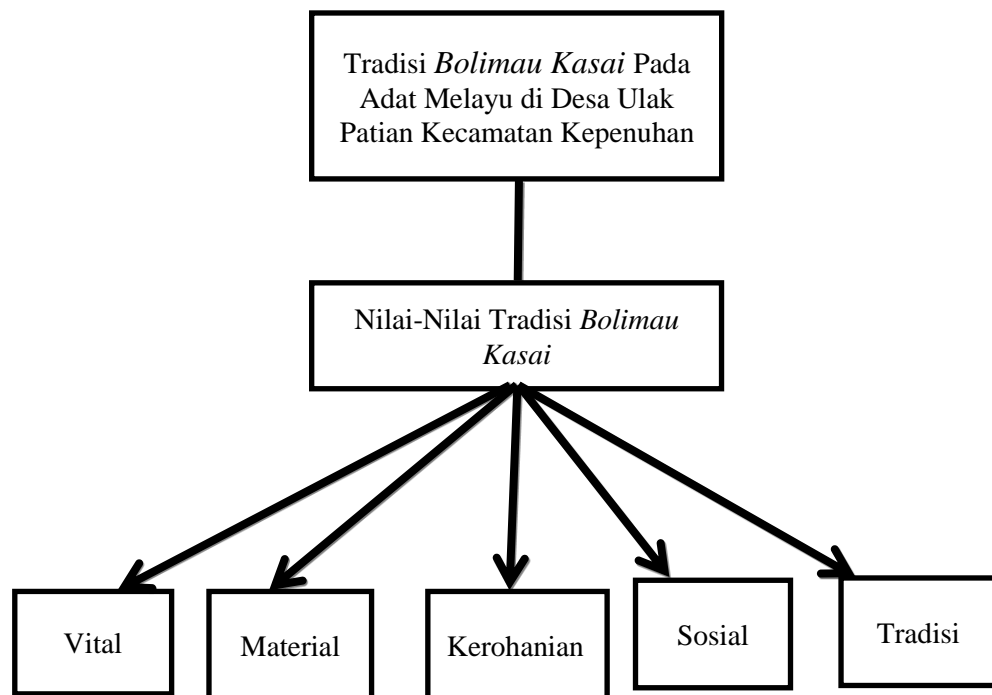 Tradisi Bolimau Kasai Pada
Adat Melayu di Desa Ulak
Patian Kecamatan Kepenuhan
Nilai-Nilai Tradisi Bolimau
Kasai
Vital
Material
Kerohanian
Sosial
Tradisi